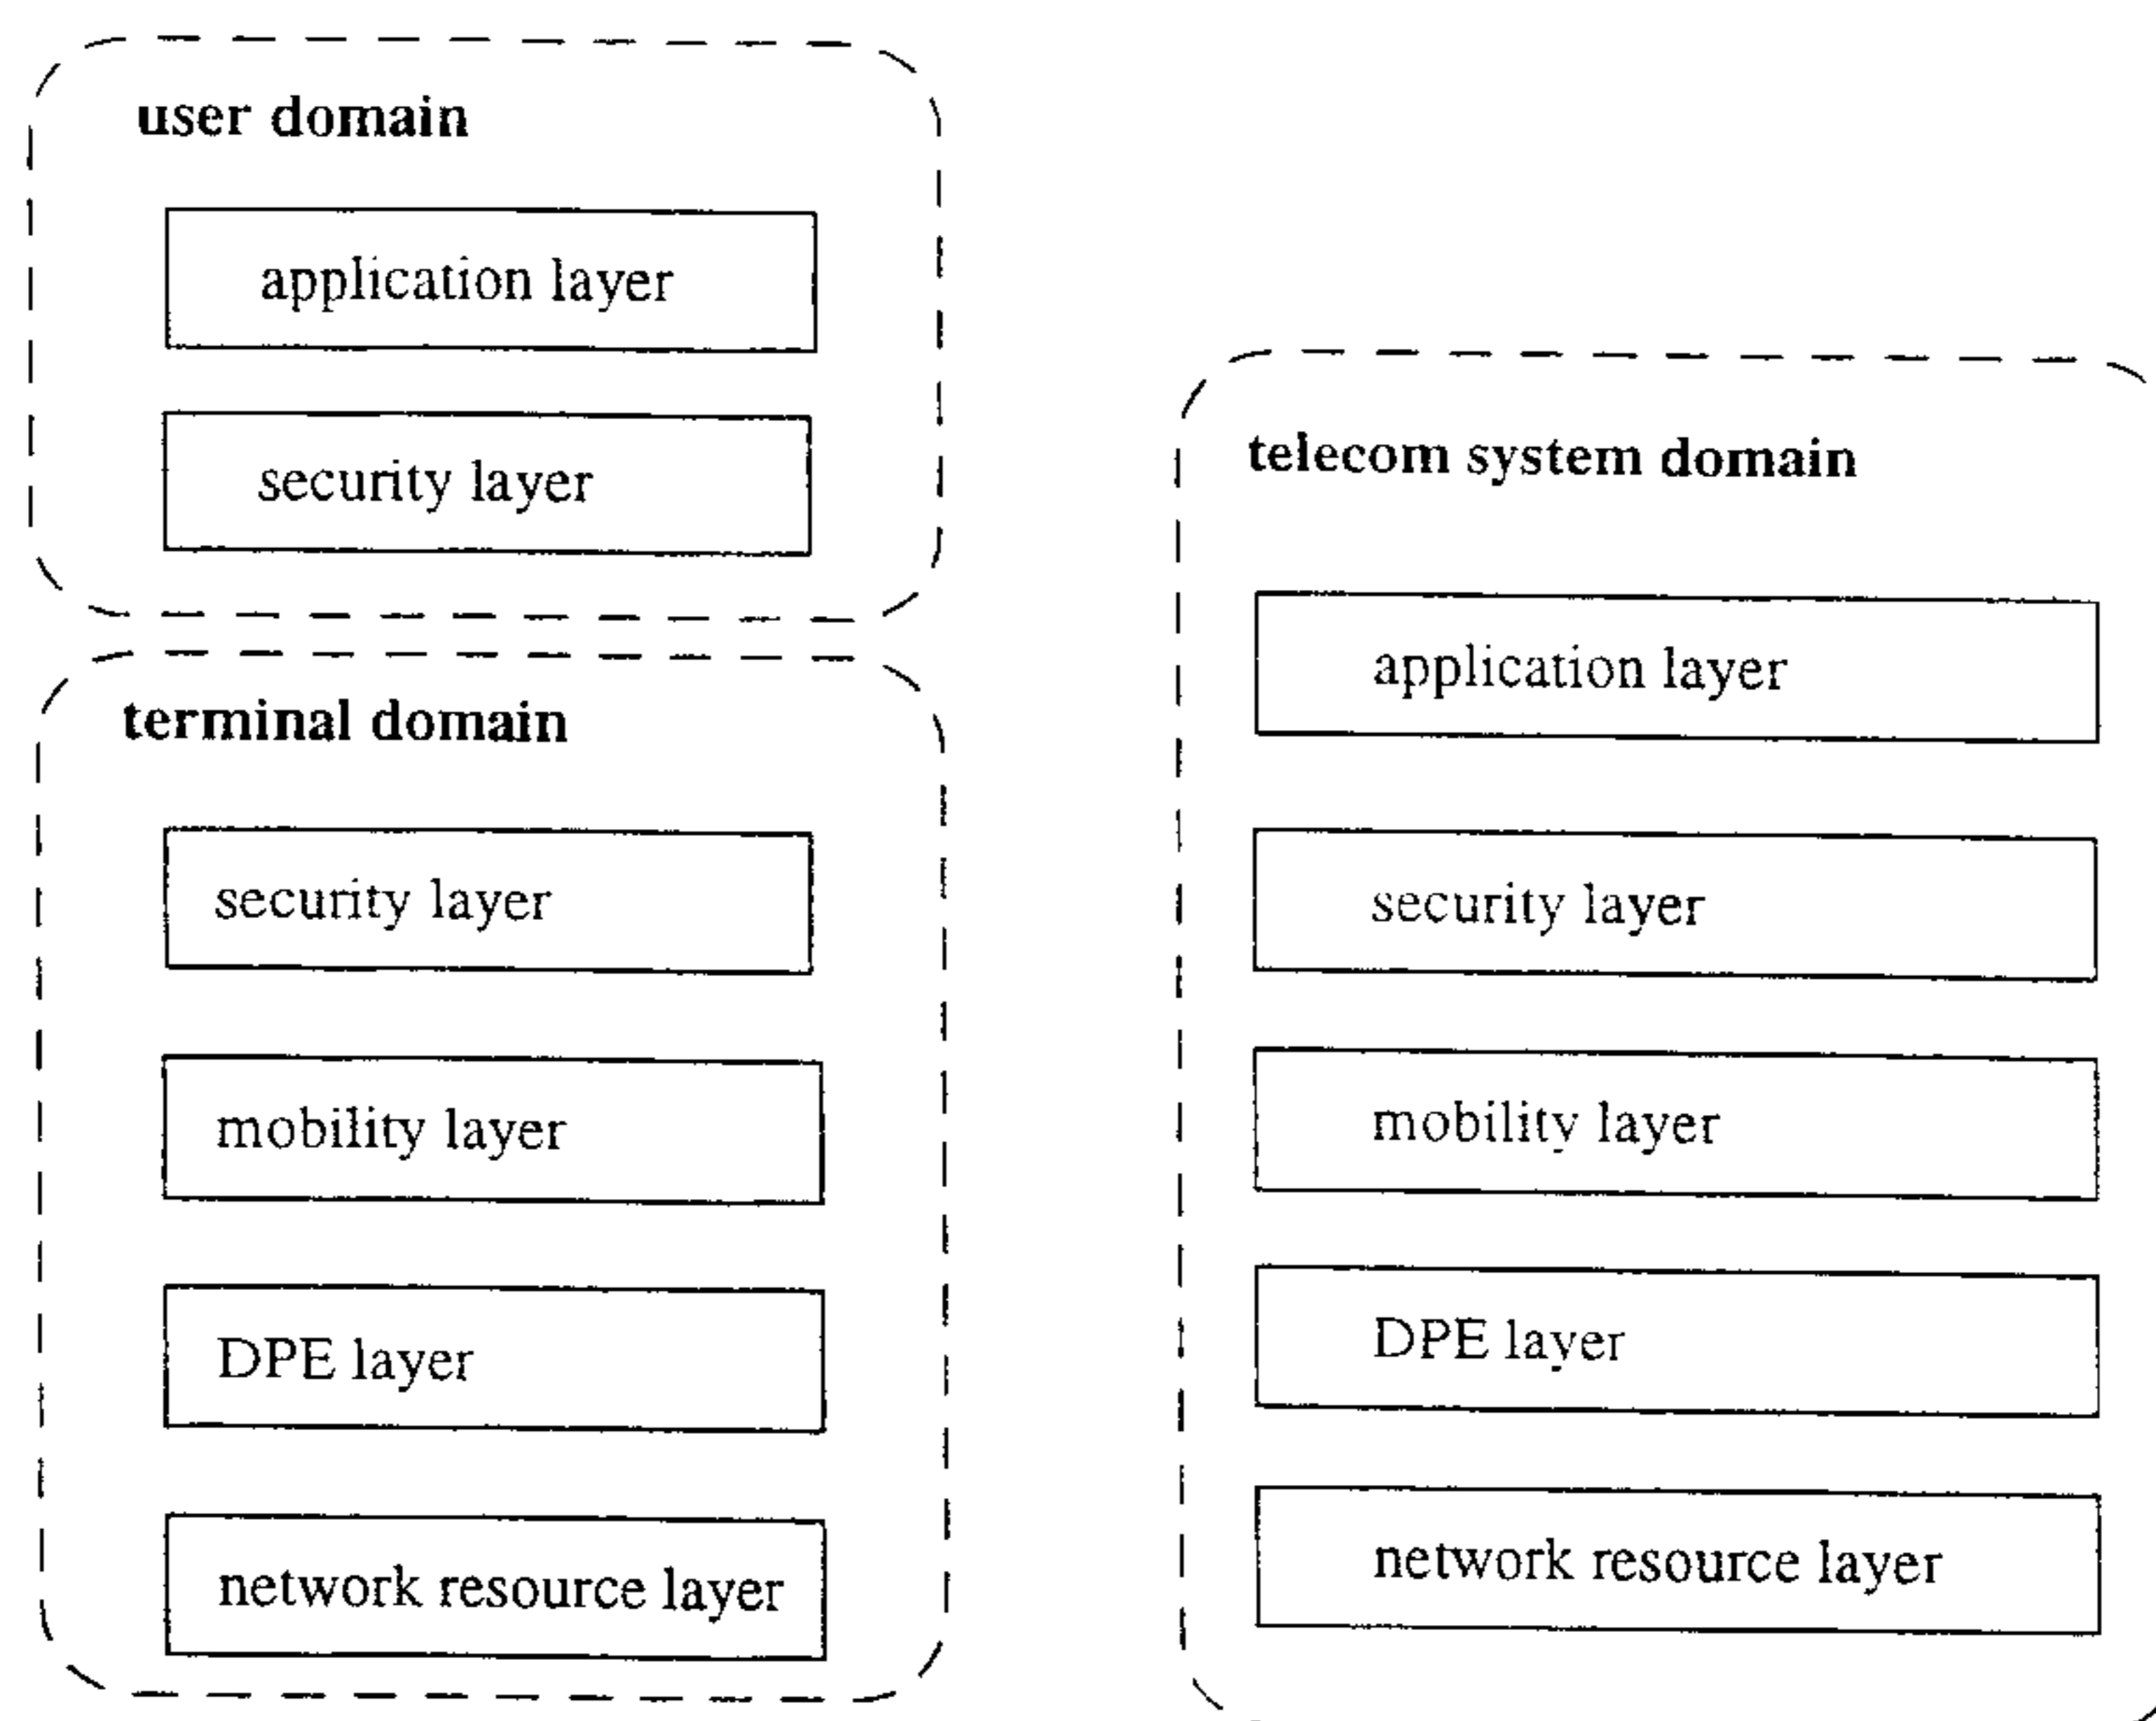 user domain
application layer
security layer
terminal domain
security layer
mobility layer
DPE layer
network resource layer
telecom system domain
application layer
security layer
mobility layer
DPE layer
network resource layer